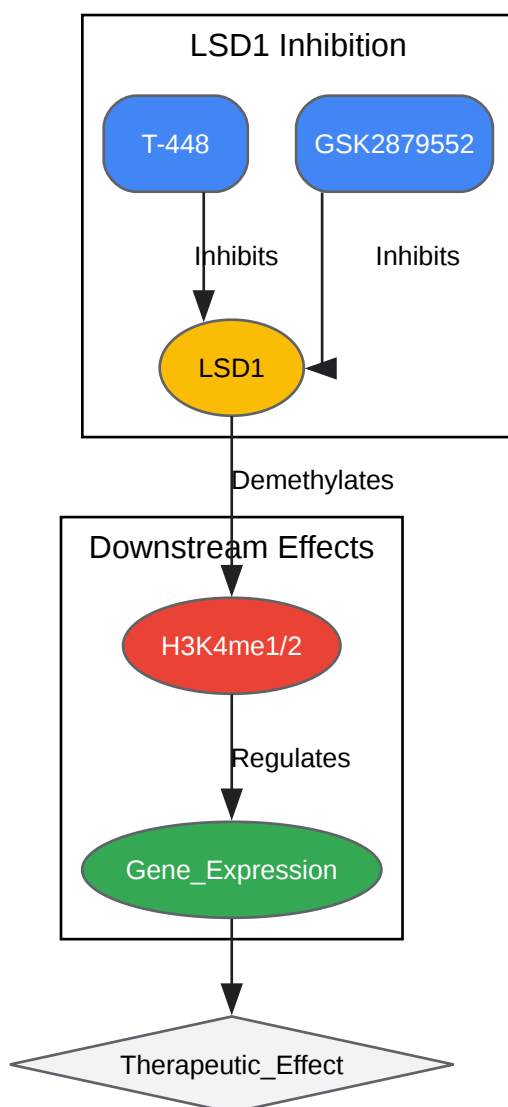 LSD1 Inhibition
T-448
GSK2879552
Inhibits
Inhibits
LSD1
Demethylates
Downstream Effects
H3K4me1/2
Regulates
Gene_Expression
Therapeutic_Effect